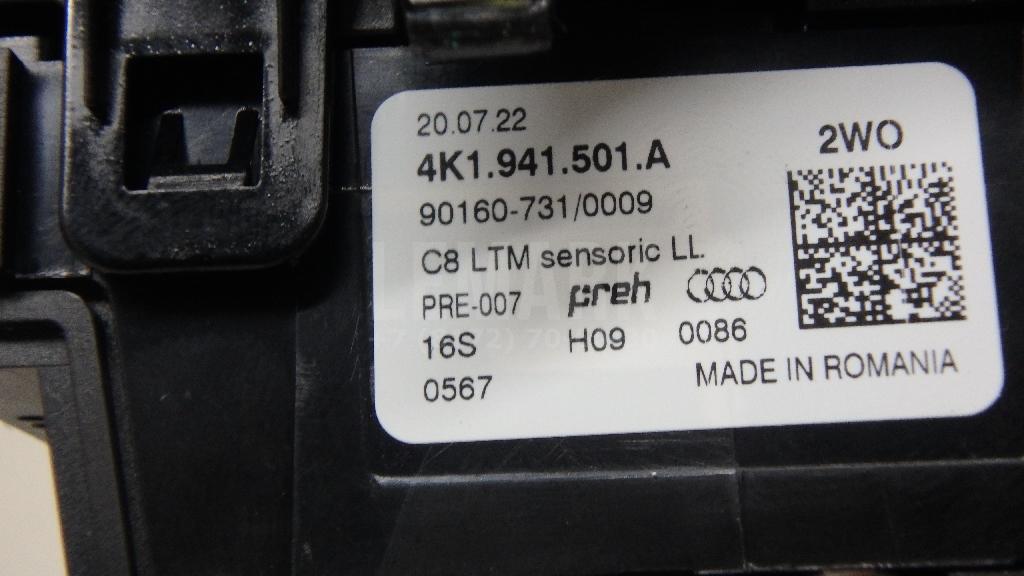 20.07.22
4K1.941.501.A
2WO
90160-731/0009
C8 LTM sensoric LL.
PRE-007 preh
16S H09 0086
0567 MADE IN ROMANIA